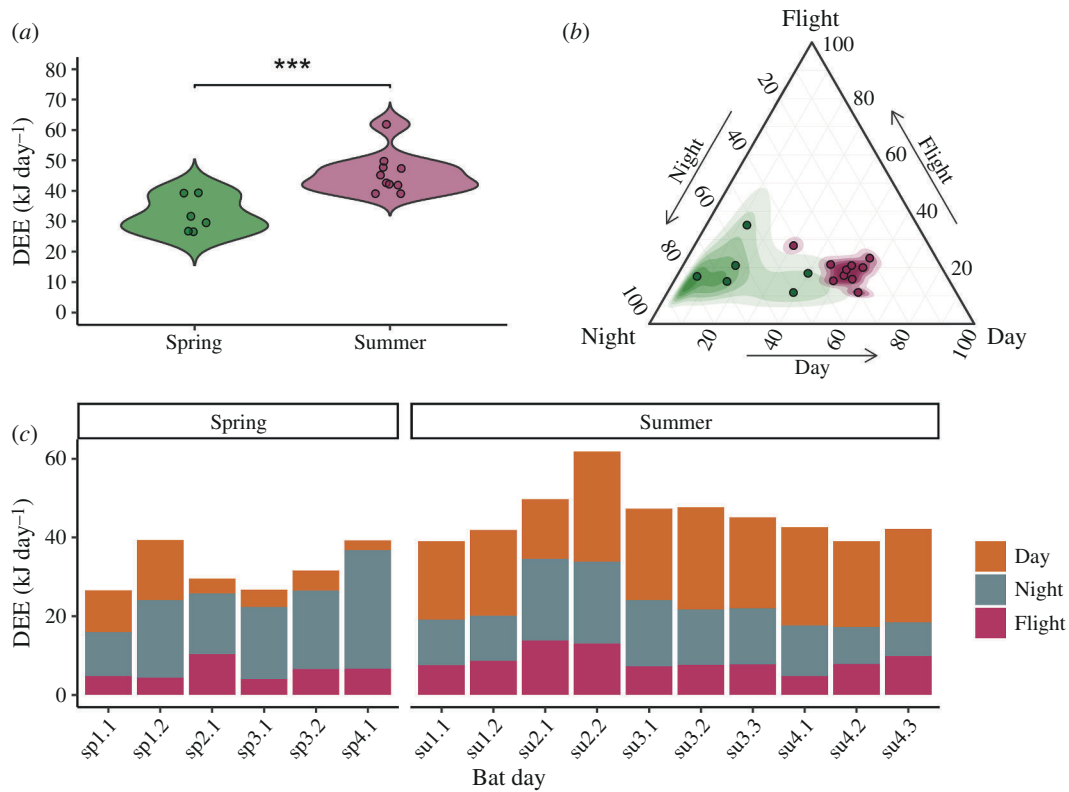 (a)
***
DEE (kJ day⁻¹)
80
70
60
50
40
30
20
10
0
Spring
Summer
(b)
Flight
100
20
80
Night
Flight
40
60
60
40
80
20
100
Night
Day
20
40
60
80
100
Day
(c)
Spring
Summer
DEE (kJ day⁻¹)
60
40
20
0
sp1.1
sp1.2
sp2.1
sp3.1
sp3.2
sp4.1
su1.1
su1.2
su2.1
su2.2
su3.1
su3.2
su3.3
su4.1
su4.2
su4.3
Bat day
Day
Night
Flight